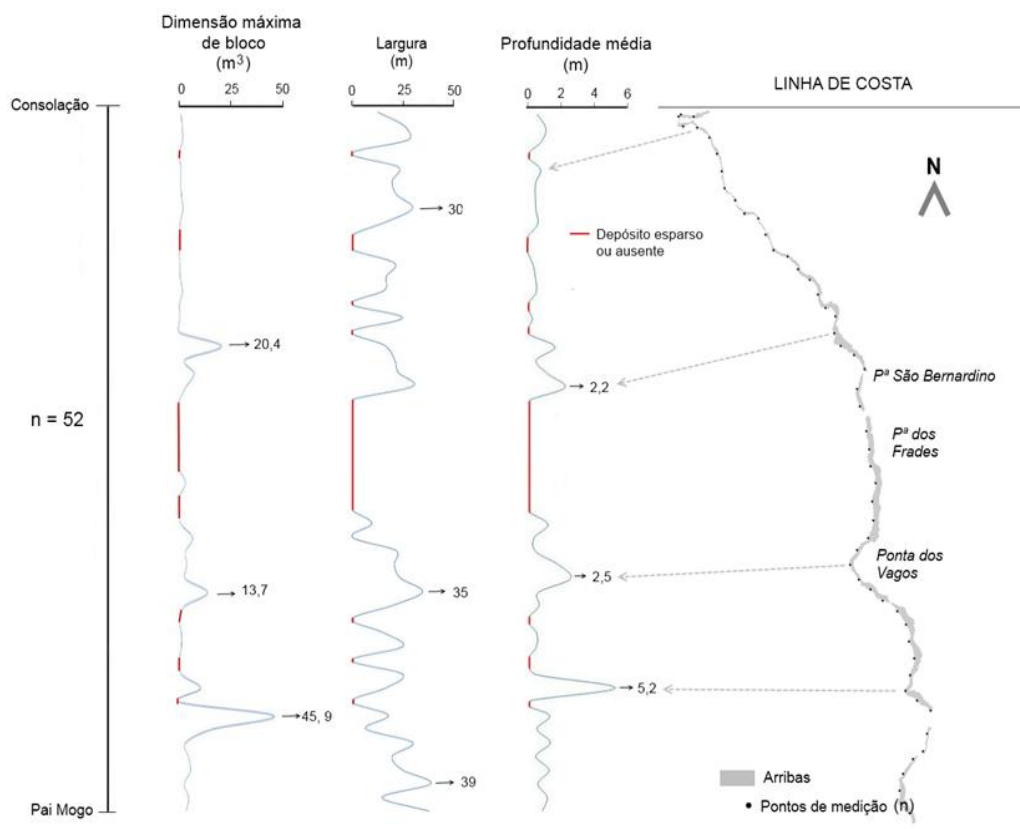 Dimensão máxima
de bloco
(m³)
Largura
(m)
Profundidade média
(m)
LINHA DE COSTA
0 25 50
0 25 50
0 2 4 6
Consolação
N
30
Depósito esparso
ou ausente
20,4
2,2
Pª São Bernardino
n = 52
Pª dos
Frades
Ponta dos
Vagos
2,5
13,7
35
5,2
45, 9
39
Arribas
Pontos de medição (n)
Pai Mogo